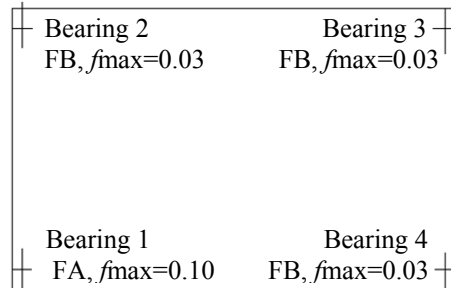 Bearing 2 Bearing 3
FB, fmax=0.03 FB, fmax=0.03
Bearing 1 Bearing 4
FA, fmax=0.10 FB, fmax=0.03